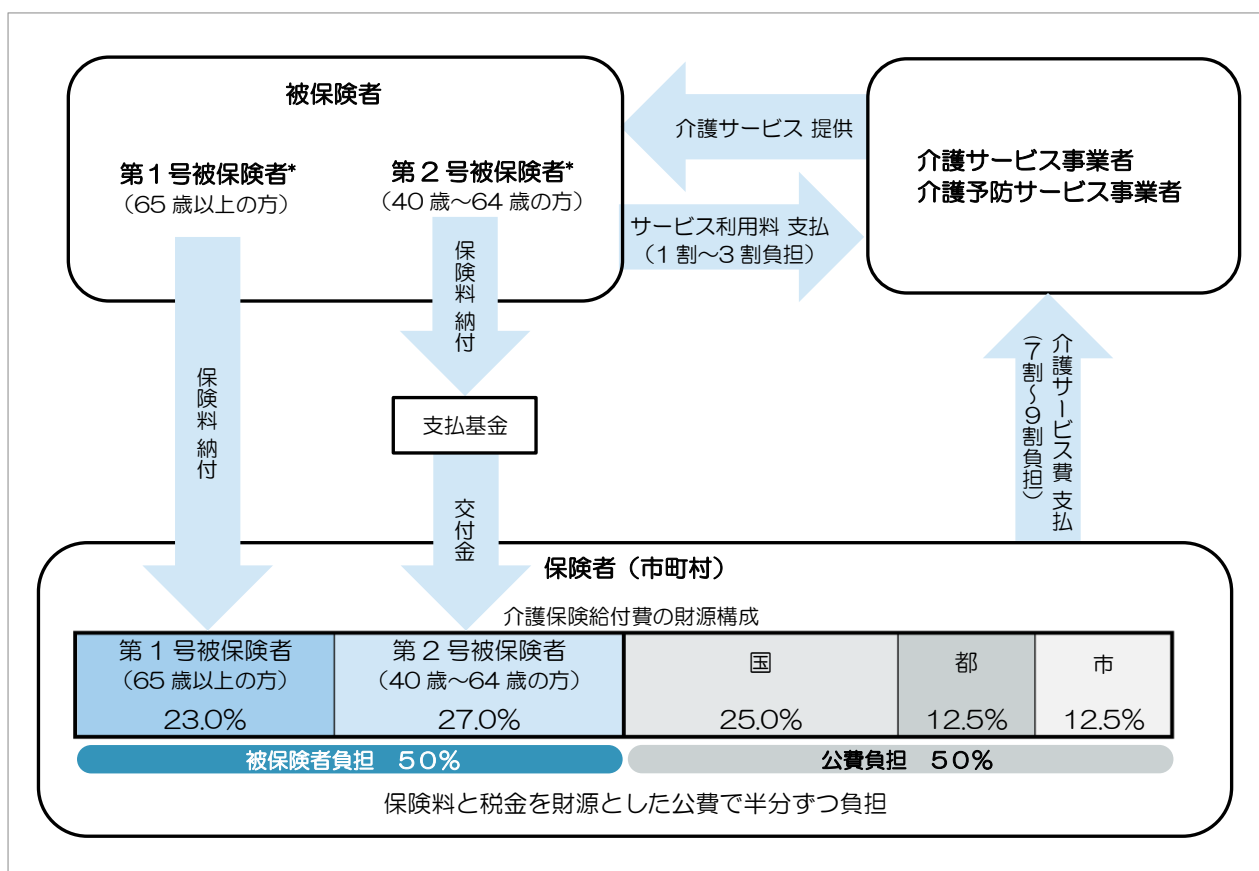 被保険者
第１号被保険者*
（65 歳以上の方）
第２号被保険者*
（40 歳～64 歳の方）
介護サービス 提供
サービス利用料 支払
（1 割～3 割負担）
介護サービス事業者
介護予防サービス事業者
保険料 納付
保険料 納付
支払基金
交付金
介護サービス費 支払
（7割～9割負担）
保険者（市町村）
介護保険給付費の財源構成
第１号被保険者
（65 歳以上の方）
23.0%
第２号被保険者
（40 歳～64 歳の方）
27.0%
国
25.0%
都
12.5%
市
12.5%
被保険者負担　５０％
公費負担　５０％
保険料と税金を財源とした公費で半分ずつ負担